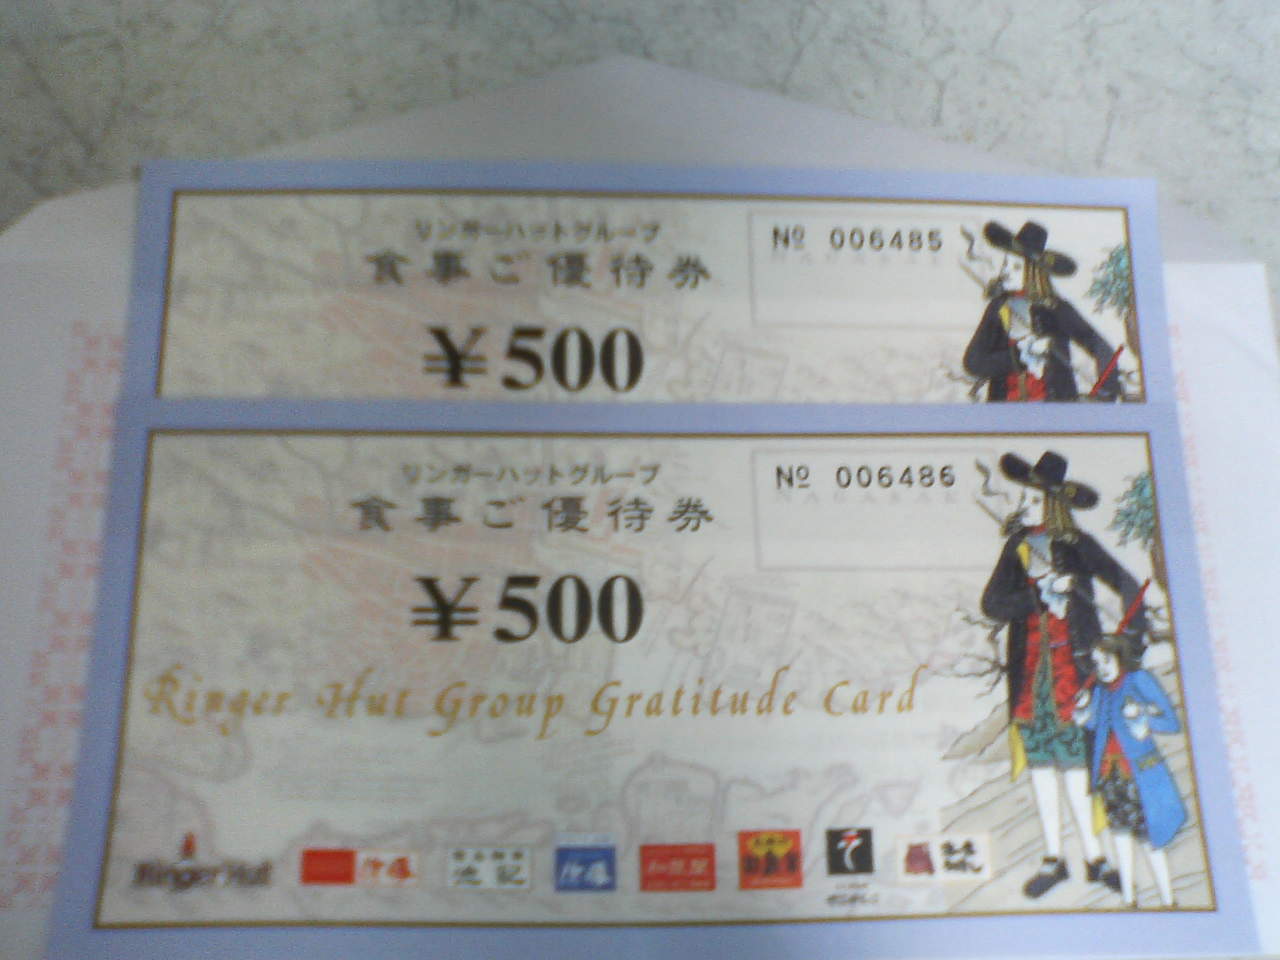 リンガーハットグループ
Nº 006485
食事ご優待券
¥500
リンガーハットグループ
Nº 006486
食事ご優待券
¥500
Ringer Hut Group Gratitude Card
RingerHut